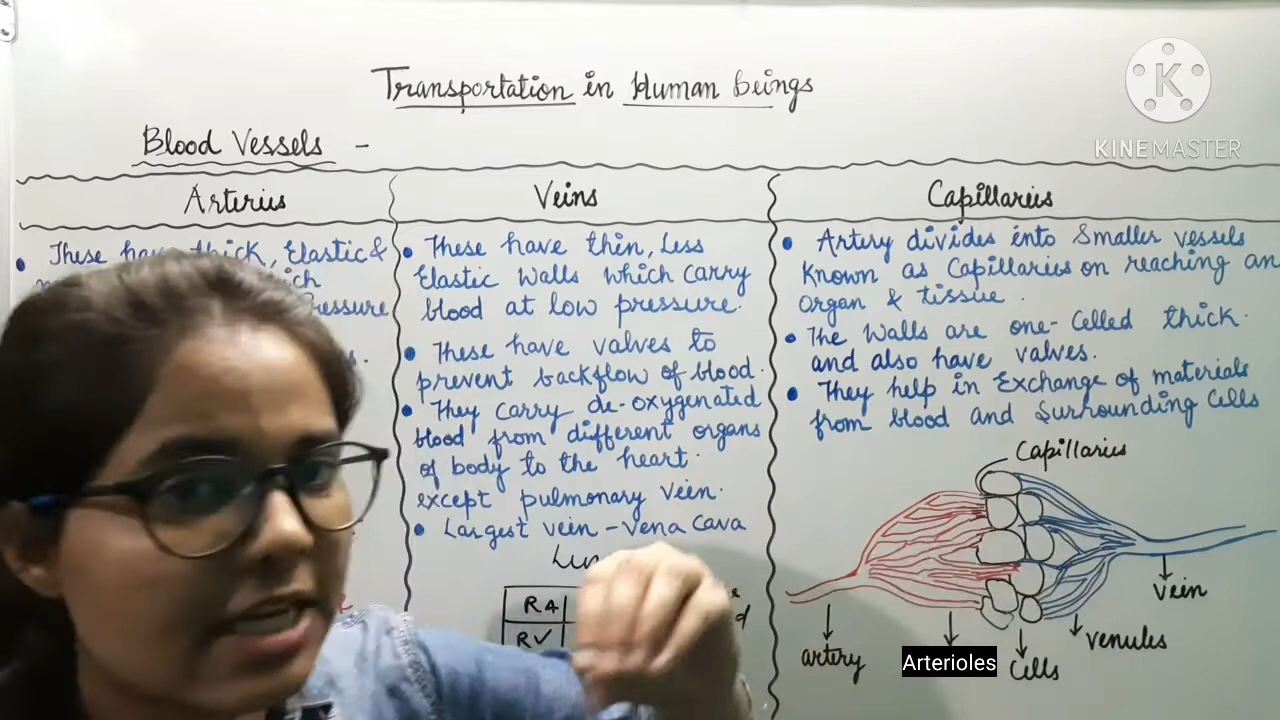 Transportation in Human Beings
K
KINEMASTER
Blood Vessels -
Arteries
Veins
Capillaries
These have thick, Elastic &
Pressure
These have thin, Less
Elastic walls which carry
blood at low pressure.
These have valves to
prevent backflow of blood.
They carry de-oxygenated
blood from different organs
of body to the heart.
except pulmonary vein.
Largest vein - Vena Cava
RA
RV
Artery divides into smaller vessels
known as Capillaries on reaching an
organ & tissue.
The walls are one-celled thick.
and also have valves.
They help in Exchange of materials
from blood and surrounding cells
Capillaries
artery
Arterioles
Cells
Venules
Vein